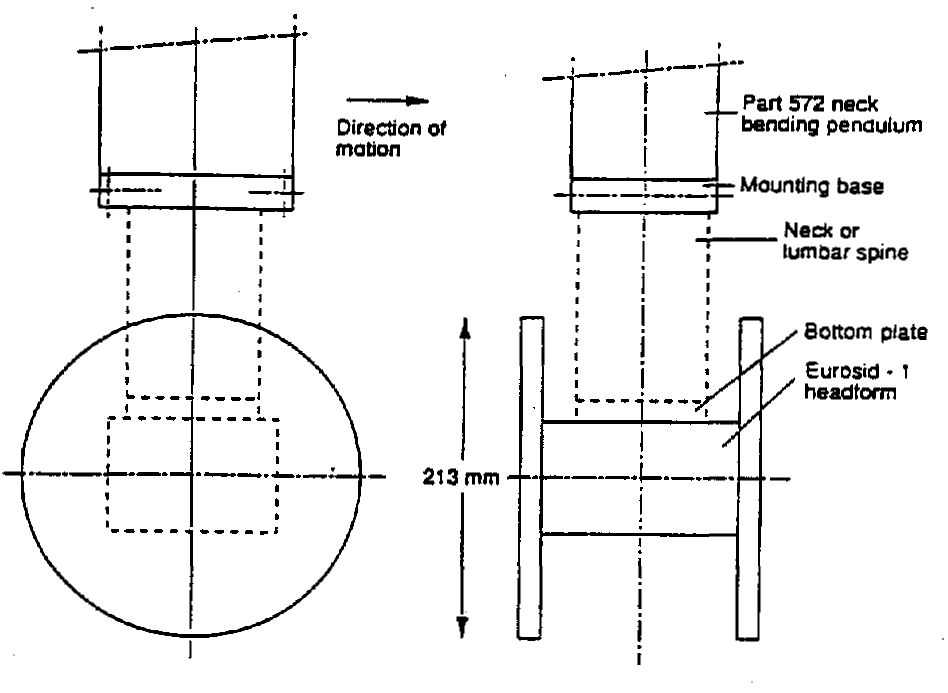 Direction of
motion
Part 572 neck
bending pendulum
Mounting base
Neck or
lumbar spine
Bottom plate
Eurosid - 1
headform
213 mm